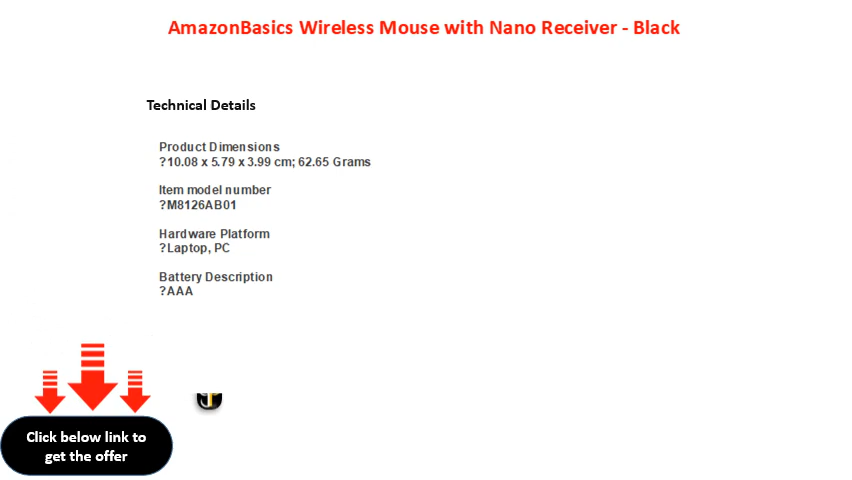 AmazonBasics Wireless Mouse with Nano Receiver - Black
Technical Details
Product Dimensions
?10.08 x 5.79 x 3.99 cm; 62.65 Grams
Item model number
?M8126AB01
Hardware Platform
?Laptop, PC
Battery Description
?AAA
Click below link to
get the offer